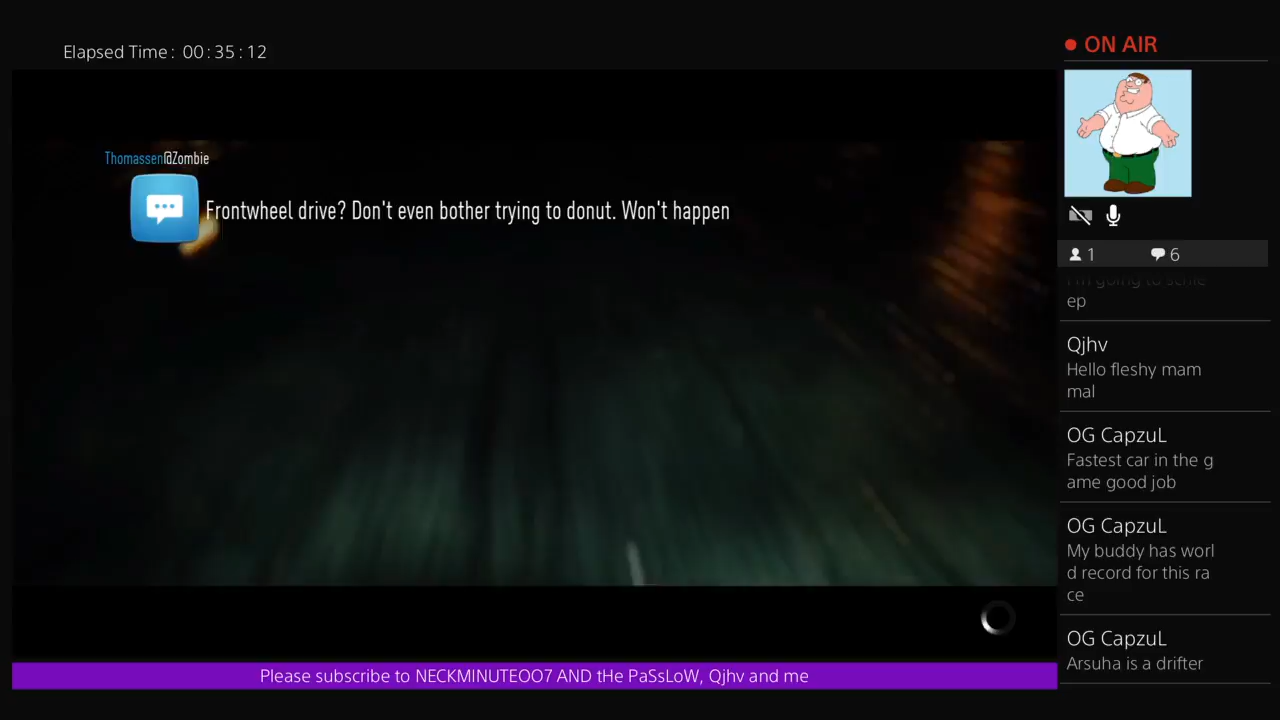 Elapsed Time: 00:35:12
ON AIR
Thomassen@Zombie
Frontwheel drive? Don't even bother trying to donut. Won't happen
1 6
ep
Qjhv
Hello fleshy mam
mal
OG CapzuL
Fastest car in the g
ame good job
OG CapzuL
My buddy has worl
d record for this ra
ce
OG CapzuL
Arsuha is a drifter
Please subscribe to NECKMINUTEOO7 AND tHe PaSsLoW, Qjhv and me